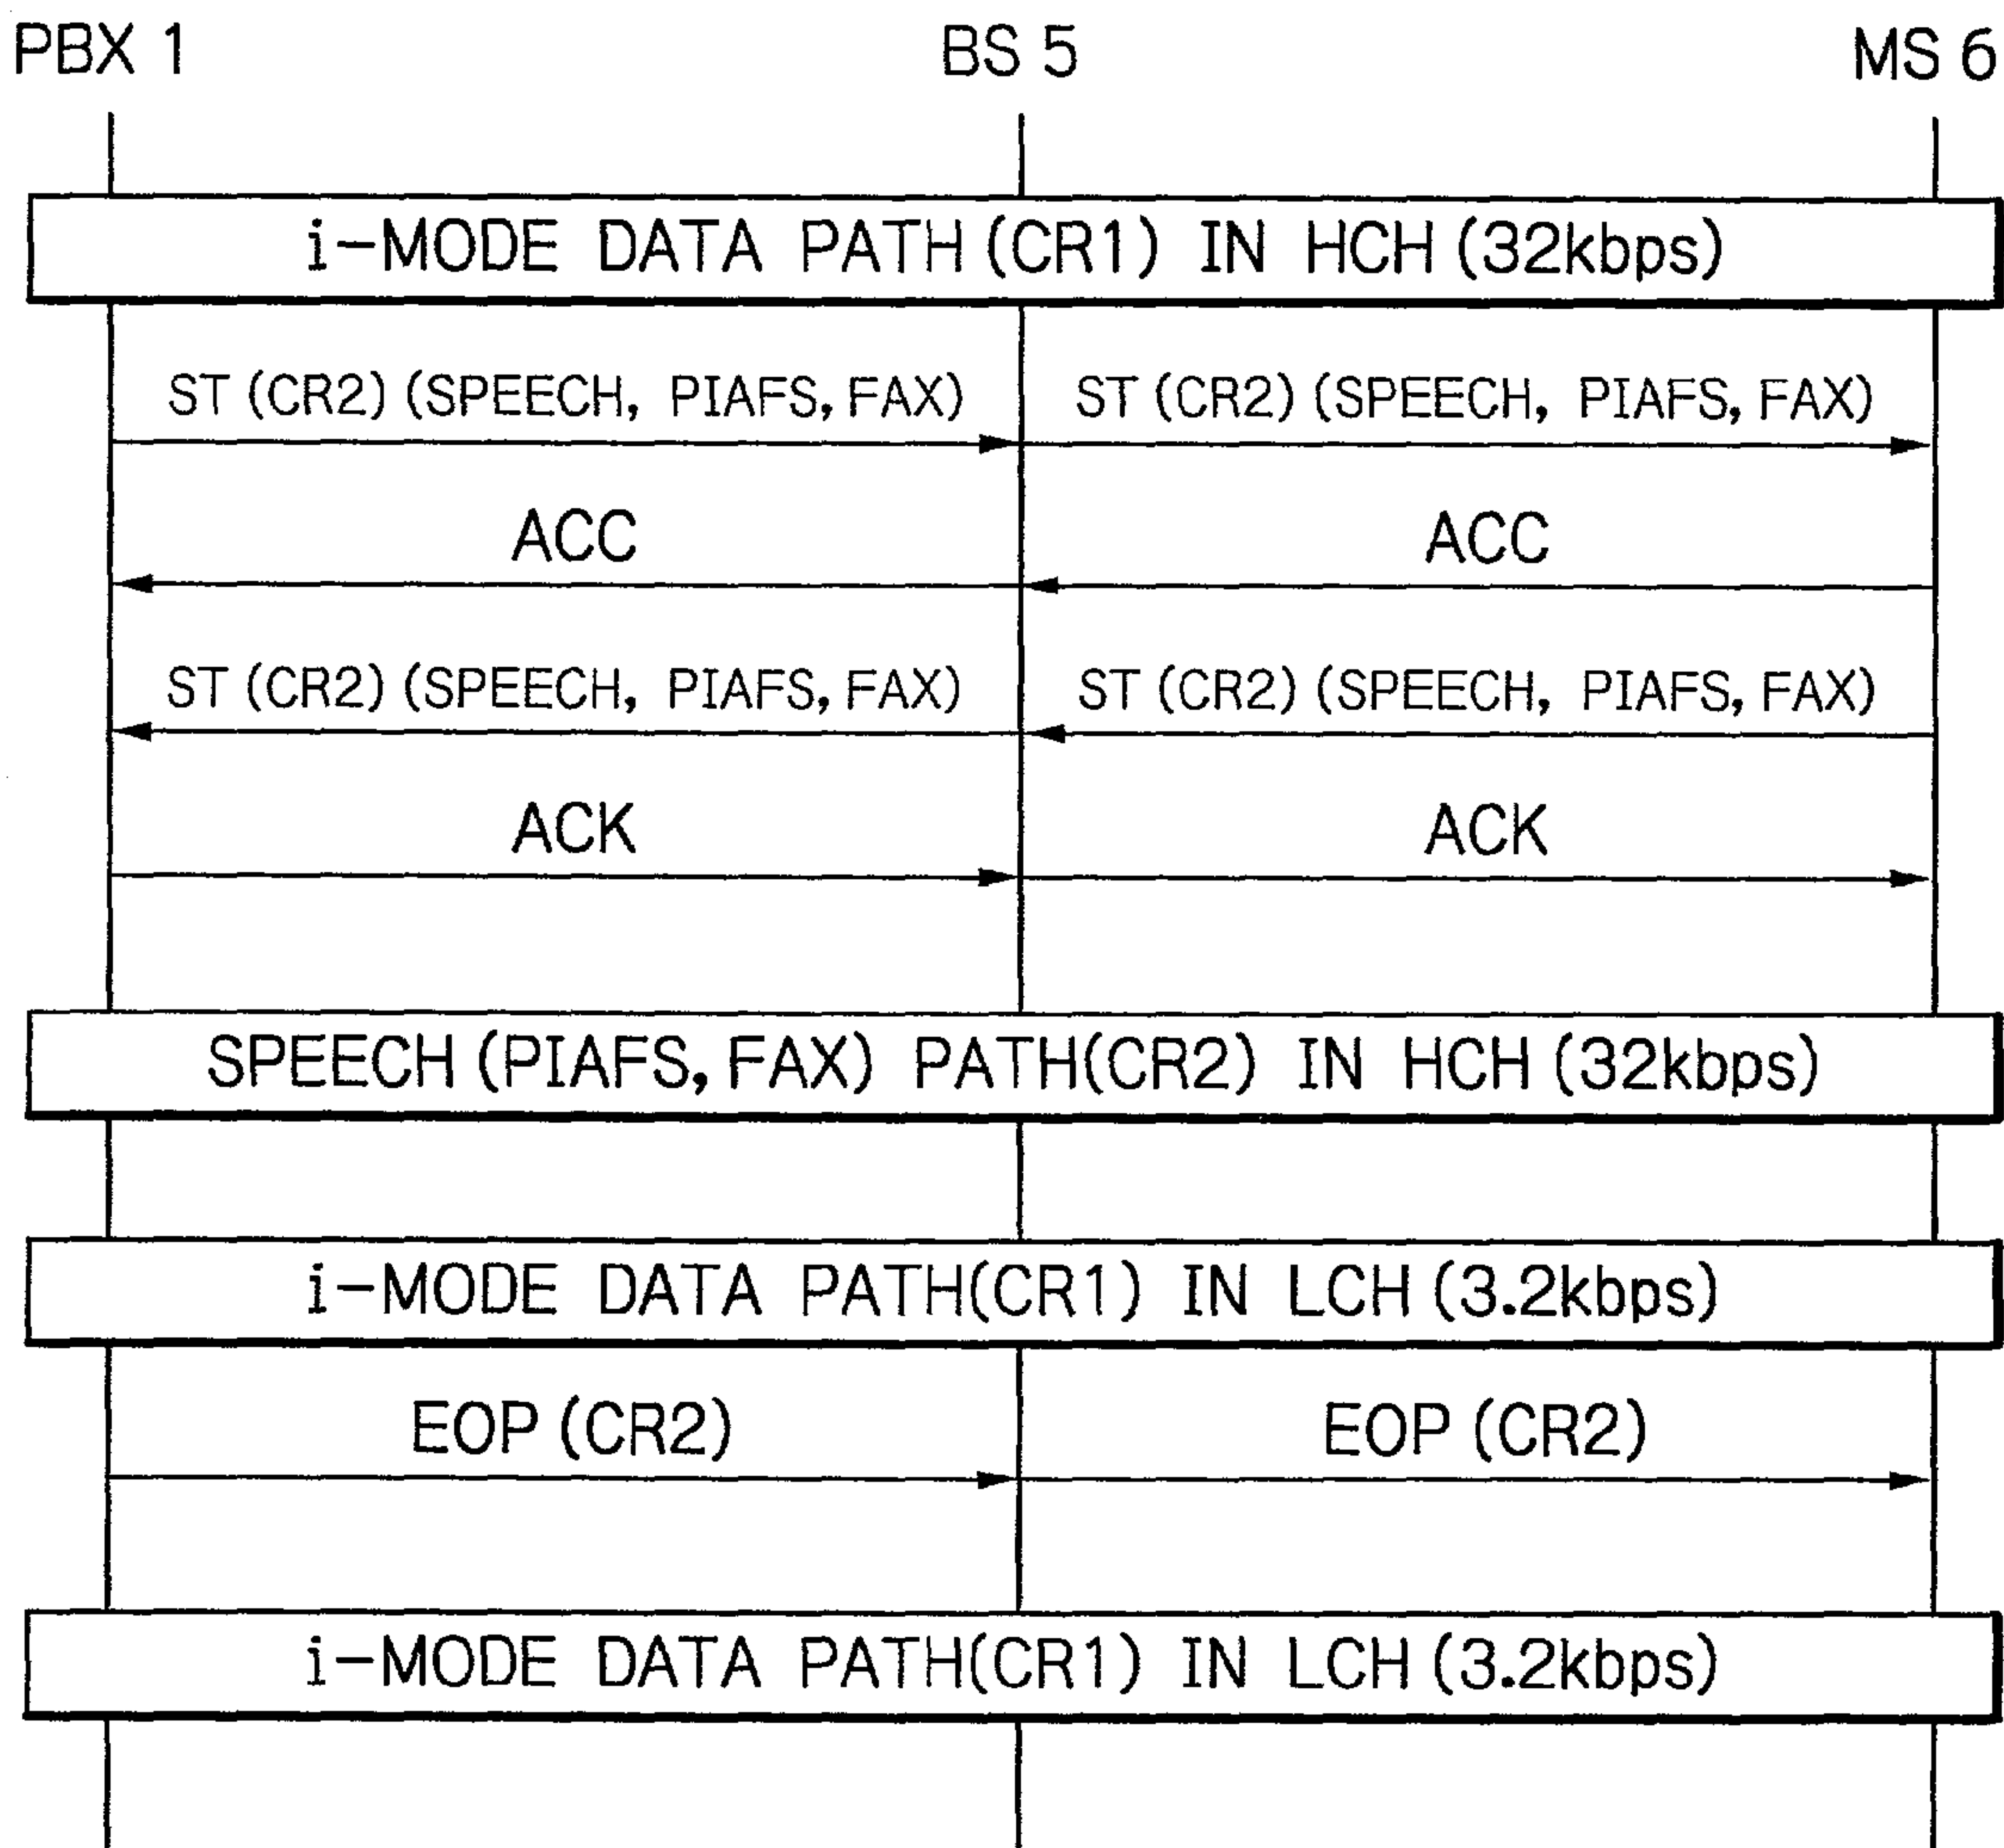 PBX 1 BS 5 MS 6
i-MODE DATA PATH (CR1) IN HCH (32kbps)
ST (CR2) (SPEECH, PIAFS, FAX) ST (CR2) (SPEECH, PIAFS, FAX)
ACC ACC
ST (CR2) (SPEECH, PIAFS, FAX) ST (CR2) (SPEECH, PIAFS, FAX)
ACK ACK
SPEECH (PIAFS, FAX) PATH(CR2) IN HCH (32kbps)
i-MODE DATA PATH(CR1) IN LCH (3.2kbps)
EOP (CR2) EOP (CR2)
i-MODE DATA PATH(CR1) IN LCH (3.2kbps)